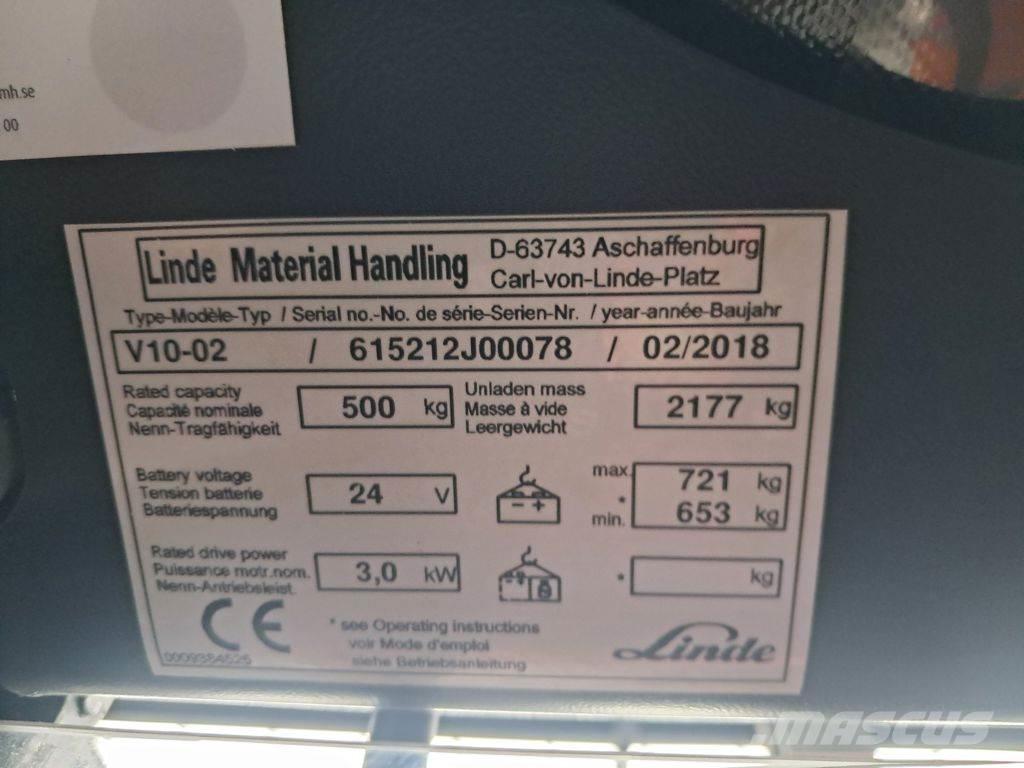 mh.se
00
Linde Material Handling
D-63743 Aschaffenburg
Carl-von-Linde-Platz
Type-Modèle-Typ / Serial no.-No. de série-Serien-Nr. / year-année-Baujahr
V10-02 / 615212J00078 / 02/2018
Rated capacity
Capacité nominale
Nenn-Tragfähigkeit
500 kg
Unladen mass
Masse à vide
Leergewicht
2177 kg
Battery voltage
Tension batterie
Batteriespannung
24 V
- +
max. 721 kg
*
min. 653 kg
Rated drive power
Puissance motr.nom.
Nenn-Antriebsleist.
3,0 kW
* kg
CE
0009384525
* see Operating instructions
voir Mode d'emploi
siehe Betriebsanleitung
Linde
MASCUS